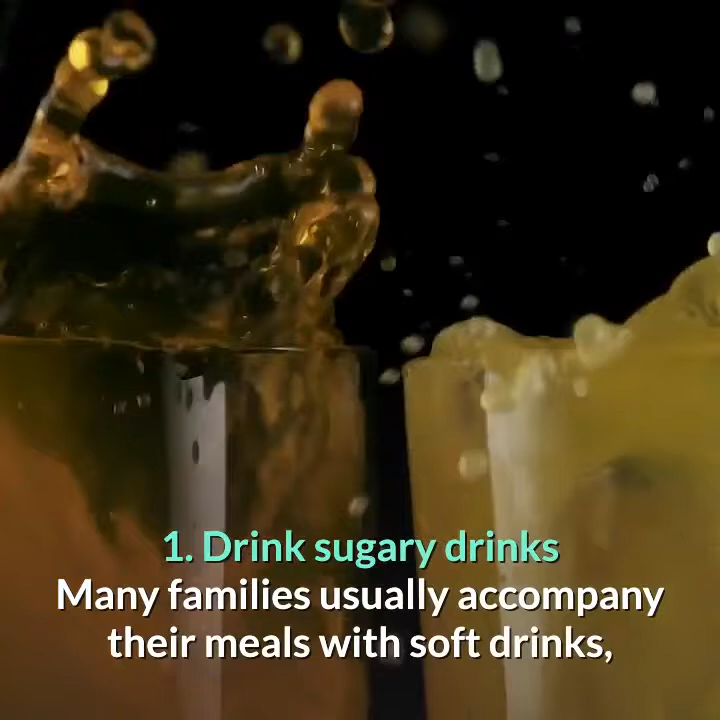 1. Drink sugary drinks
Many families usually accompany
their meals with soft drinks,